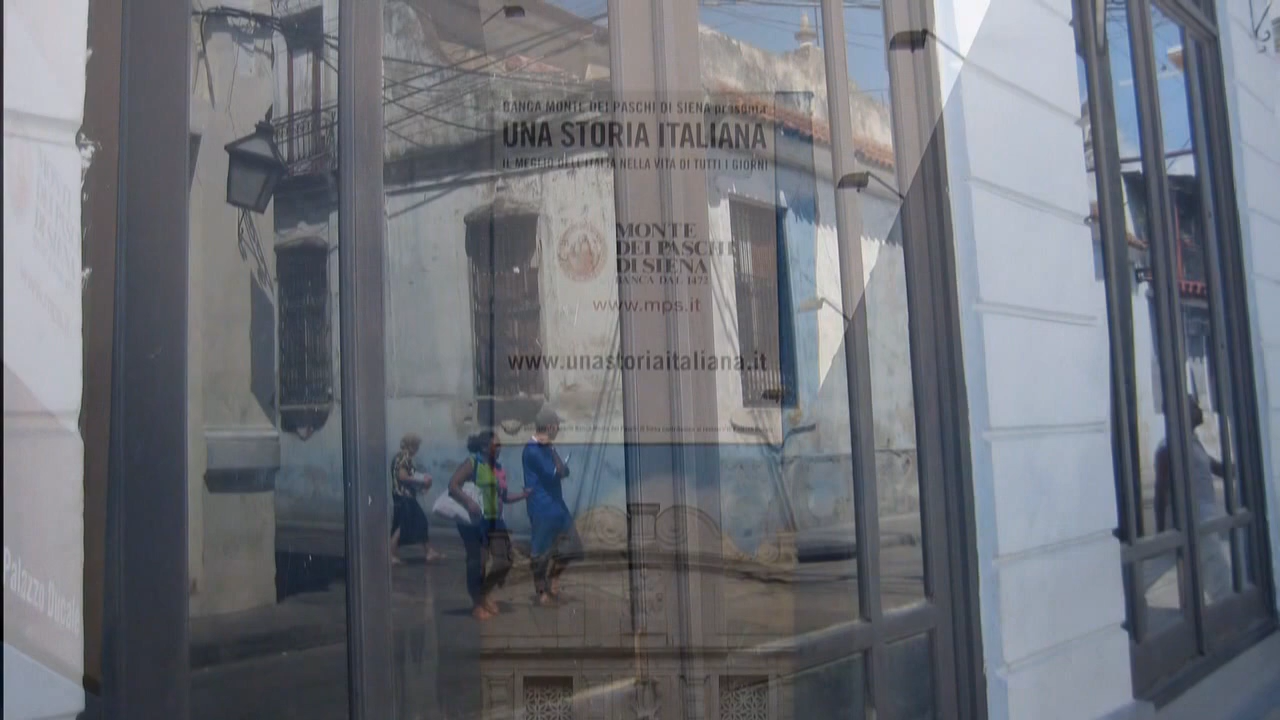 BANCA MONTE DEI PASCHI DI SIENA presenta
UNA STORIA ITALIANA
IL MEGLIO DELL'ITALIA NELLA VITA DI TUTTI I GIORNI
MONTE
DEI PASCHI
DI SIENA
BANCA DAL 1472
www.mps.it
www.unastoriaitaliana.it
Palazzo Ducale